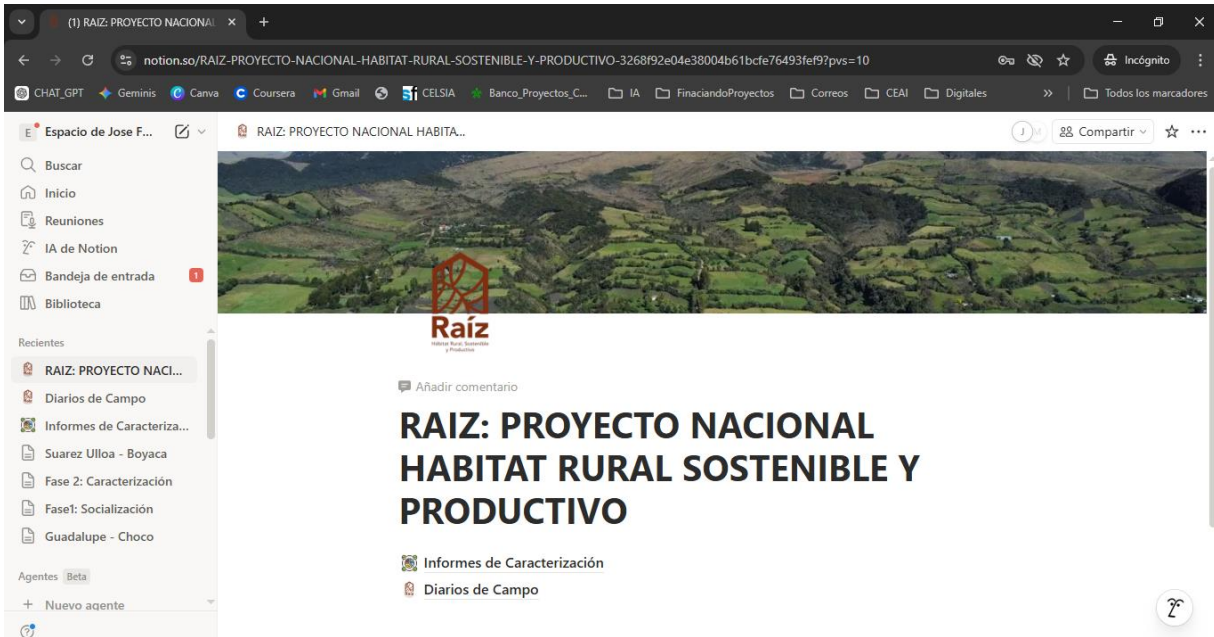 (1) RAIZ: PROYECTO NACIONAL
notion.so/RAIZ-PROYECTO-NACIONAL-HABITAT-RURAL-SOSTENIBLE-Y-PRODUCTIVO-3268f92e04e38004b61bcfe76493fef9?pvs=10
Incógnito
CHAT_GPT Geminis Canva Coursera Gmail CELSIA Banco_Proyectos_C... IA FinaciandoProyectos Correos CEAI Digitales » Todos los marcadores
E Espacio de Jose F...
RAIZ: PROYECTO NACIONAL HABITA...
J M Compartir
Buscar
Inicio
Reuniones
IA de Notion
Bandeja de entrada 1
Biblioteca
Recientes
RAIZ: PROYECTO NACI...
Diarios de Campo
Informes de Caracteriza...
Suarez Ulloa - Boyaca
Fase 2: Caracterización
Fase1: Socialización
Guadalupe - Choco
Agentes Beta
+ Nuevo agente
Raíz
Hábitat Rural, Sostenible
y Productivo
Añadir comentario
RAIZ: PROYECTO NACIONAL
HABITAT RURAL SOSTENIBLE Y
PRODUCTIVO
Informes de Caracterización
Diarios de Campo